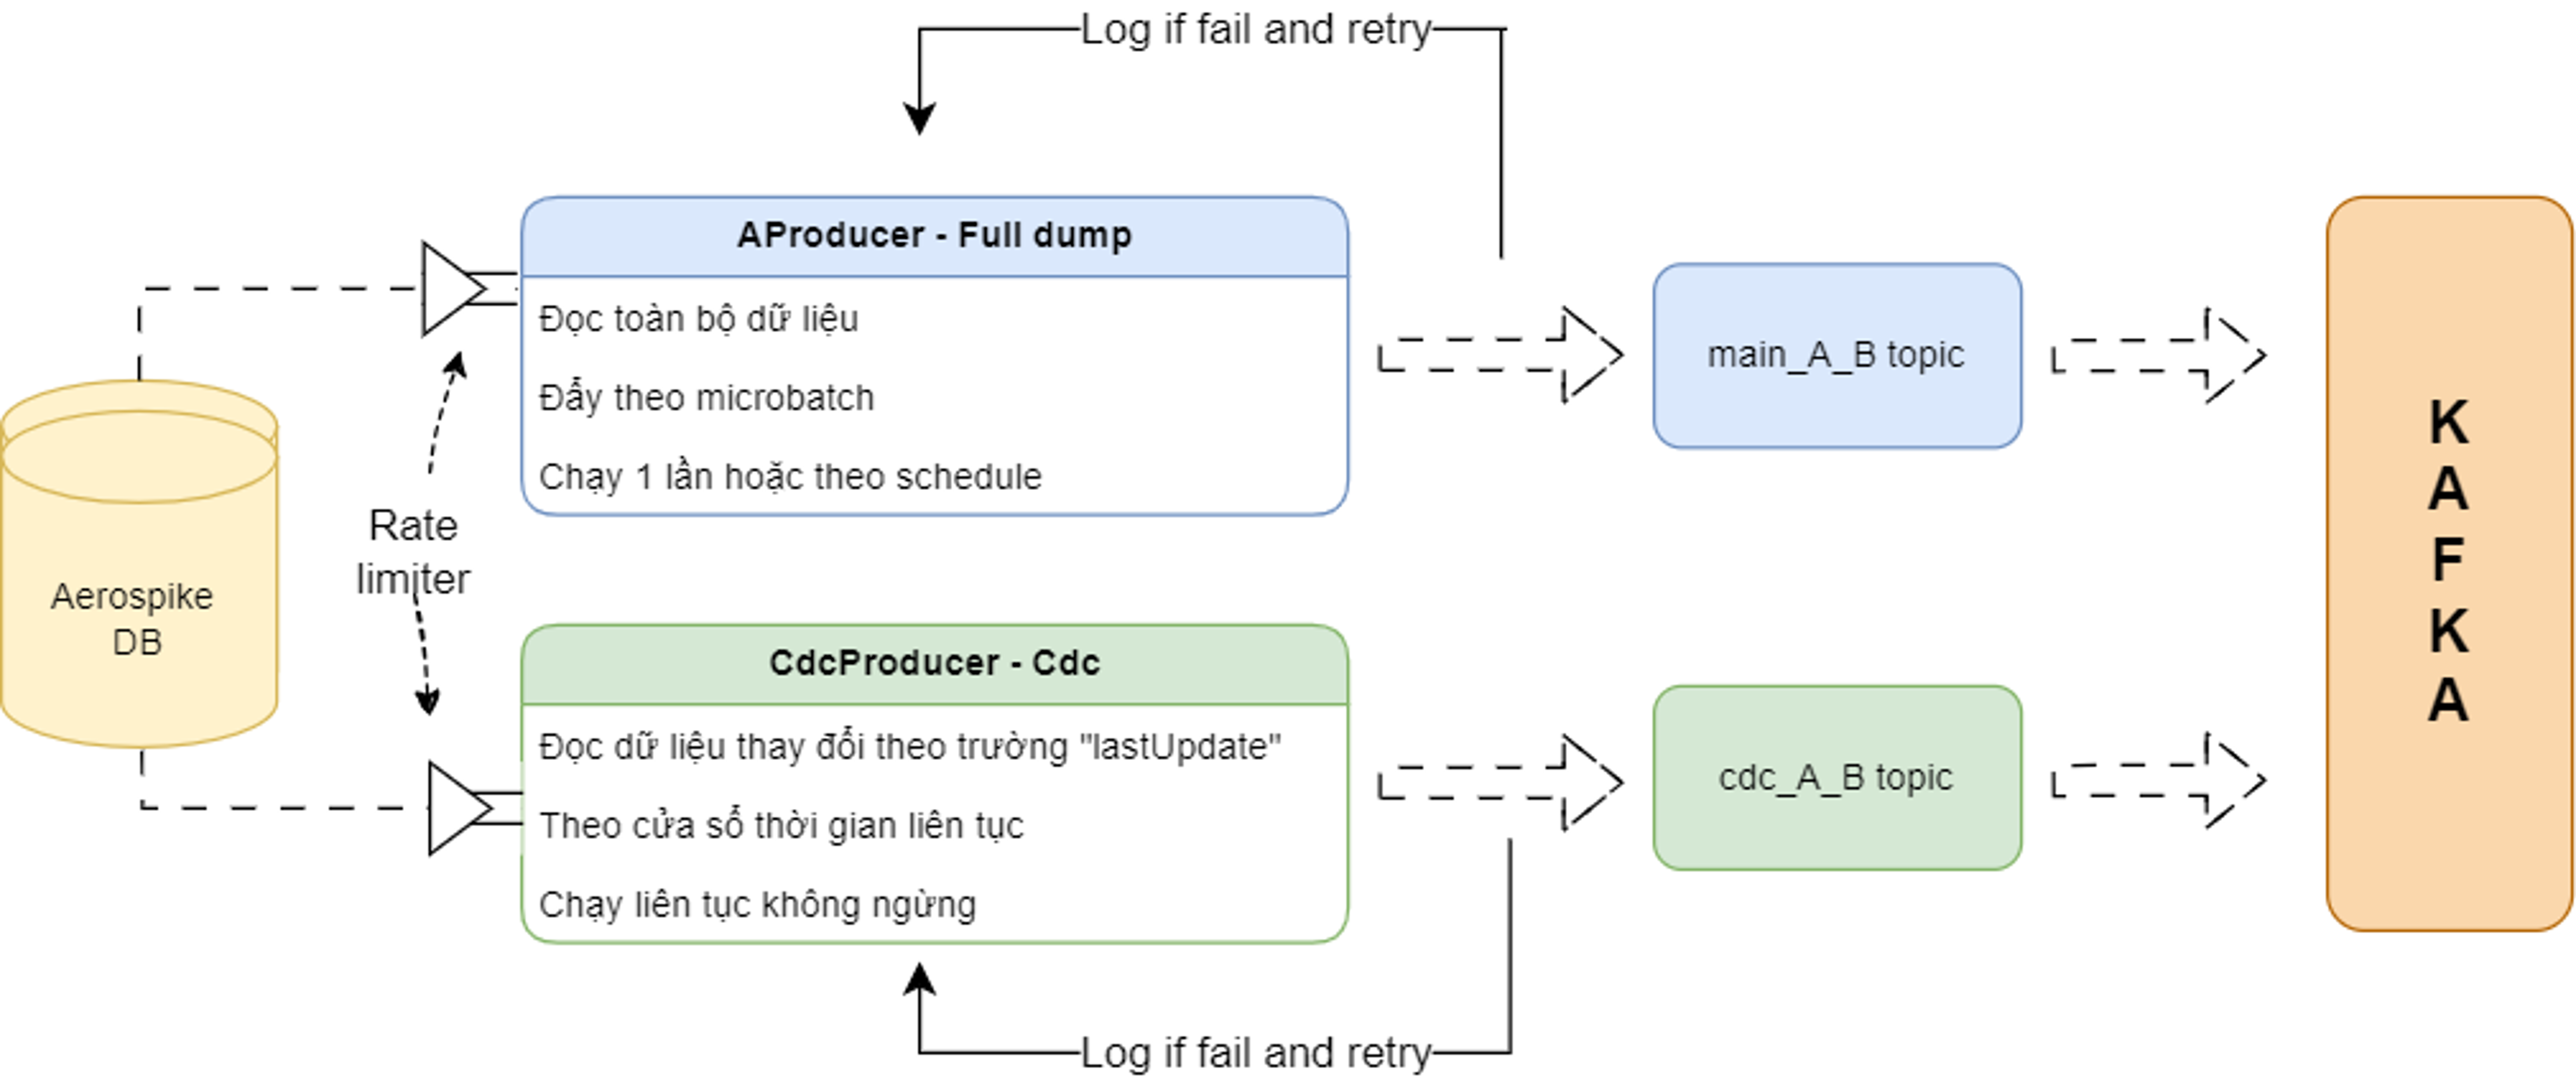 Log if fail and retry
AProducer - Full dump
Đọc toàn bộ dữ liệu
Đẩy theo microbatch
Chạy 1 lần hoặc theo schedule
main_A_B topic
Aerospike
DB
Rate
limiter
CdcProducer - Cdc
Đọc dữ liệu thay đổi theo trường "lastUpdate"
Theo cửa sổ thời gian liên tục
Chạy liên tục không ngừng
cdc_A_B topic
Log if fail and retry
K
A
F
K
A